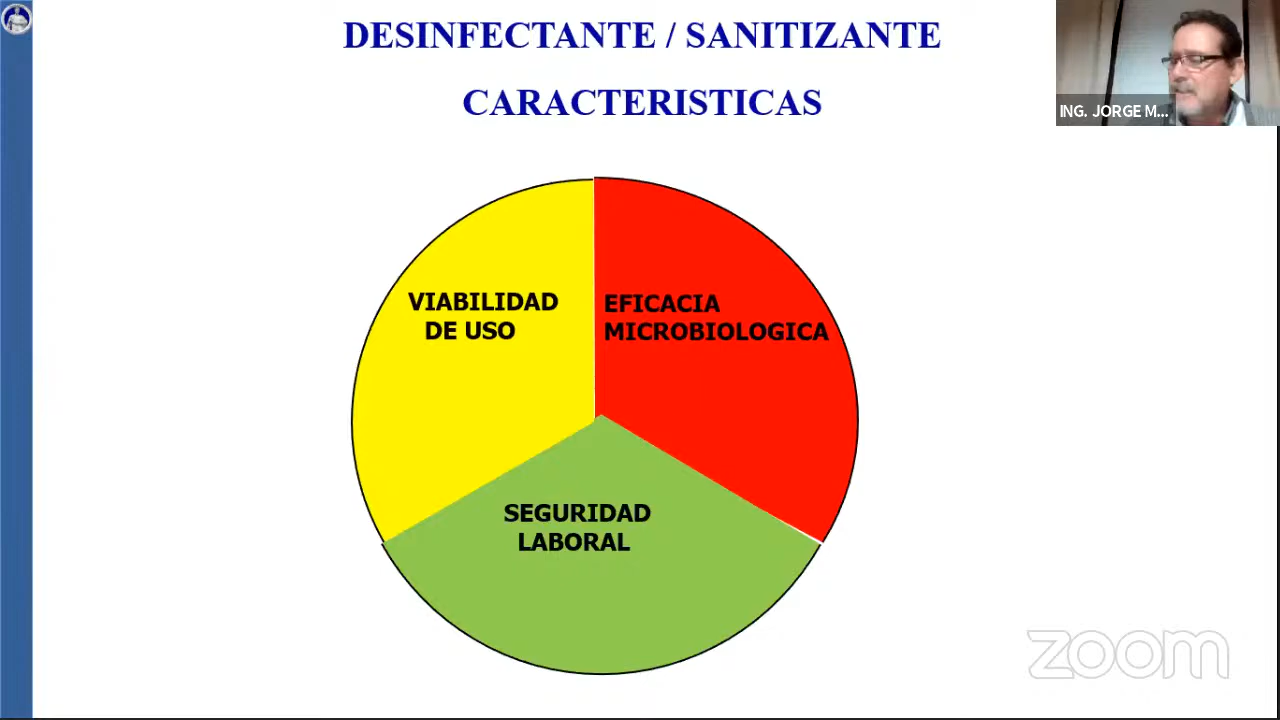 DESINFECTANTE / SANITIZANTE
CARACTERISTICAS
ING. JORGE M...
VIABILIDAD
DE USO
EFICACIA
MICROBIOLOGICA
SEGURIDAD
LABORAL
zoom